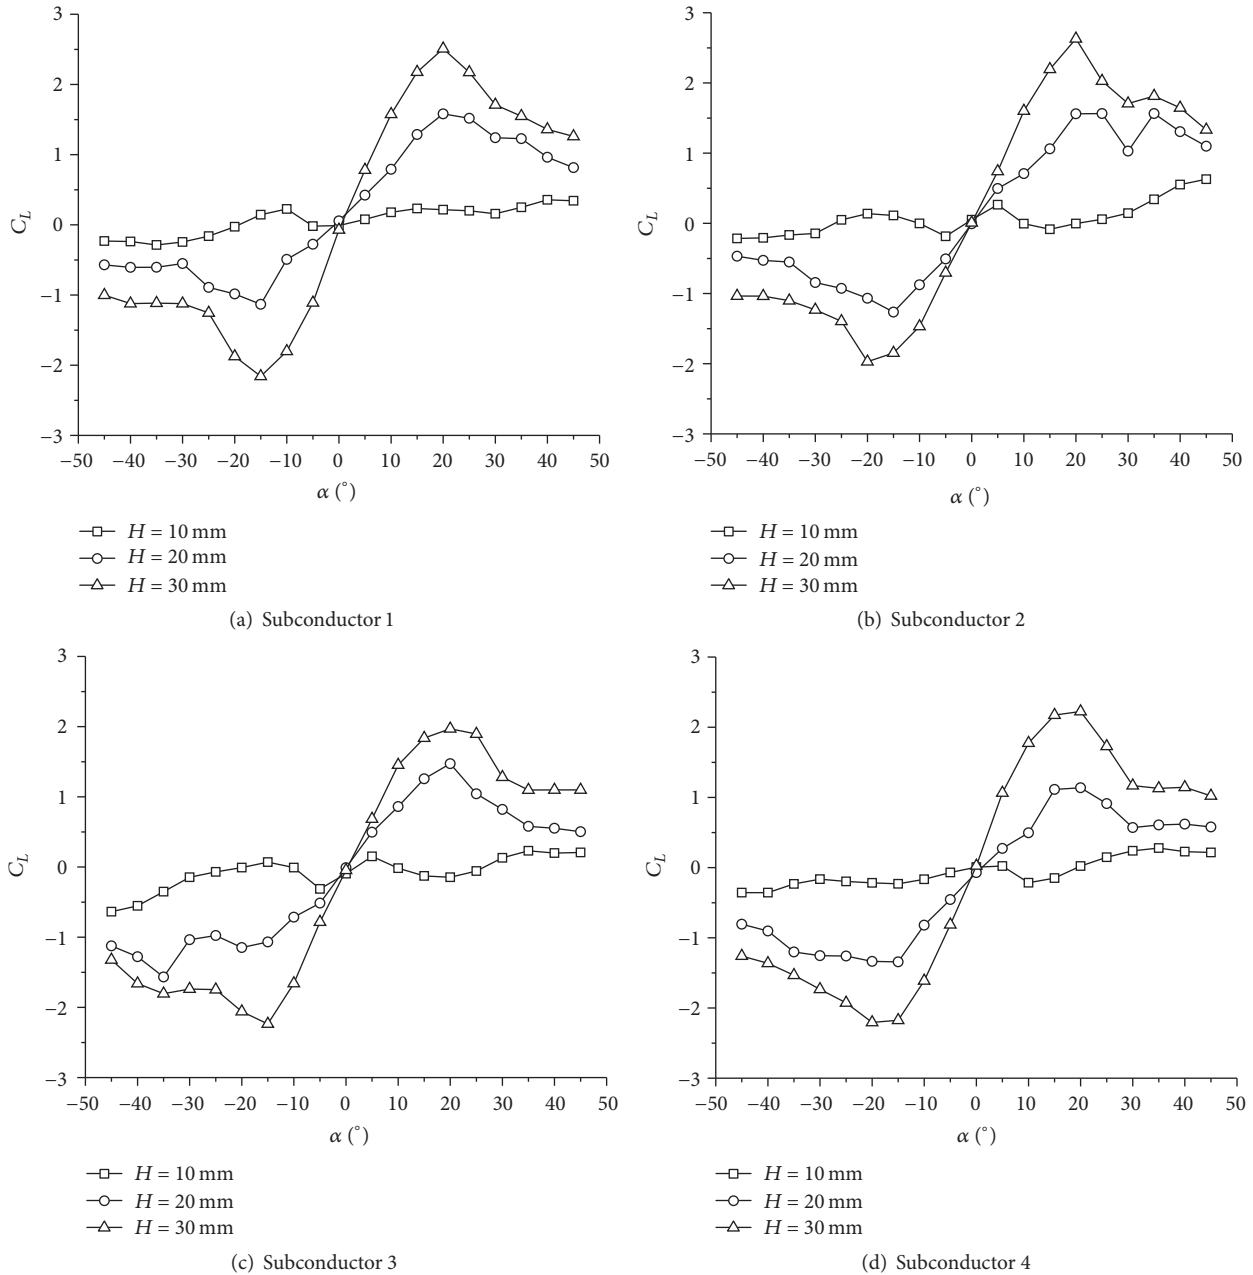 3
2
1
0
−1
−2
−3
C_L
−50 −40 −30 −20 −10 0 10 20 30 40 50
α (°)
H = 10 mm
H = 20 mm
H = 30 mm
(a) Subconductor 1
3
2
1
0
−1
−2
−3
C_L
−50 −40 −30 −20 −10 0 10 20 30 40 50
α (°)
H = 10 mm
H = 20 mm
H = 30 mm
(b) Subconductor 2
3
2
1
0
−1
−2
−3
C_L
−50 −40 −30 −20 −10 0 10 20 30 40 50
α (°)
H = 10 mm
H = 20 mm
H = 30 mm
(c) Subconductor 3
3
2
1
0
−1
−2
−3
C_L
−50 −40 −30 −20 −10 0 10 20 30 40 50
α (°)
H = 10 mm
H = 20 mm
H = 30 mm
(d) Subconductor 4